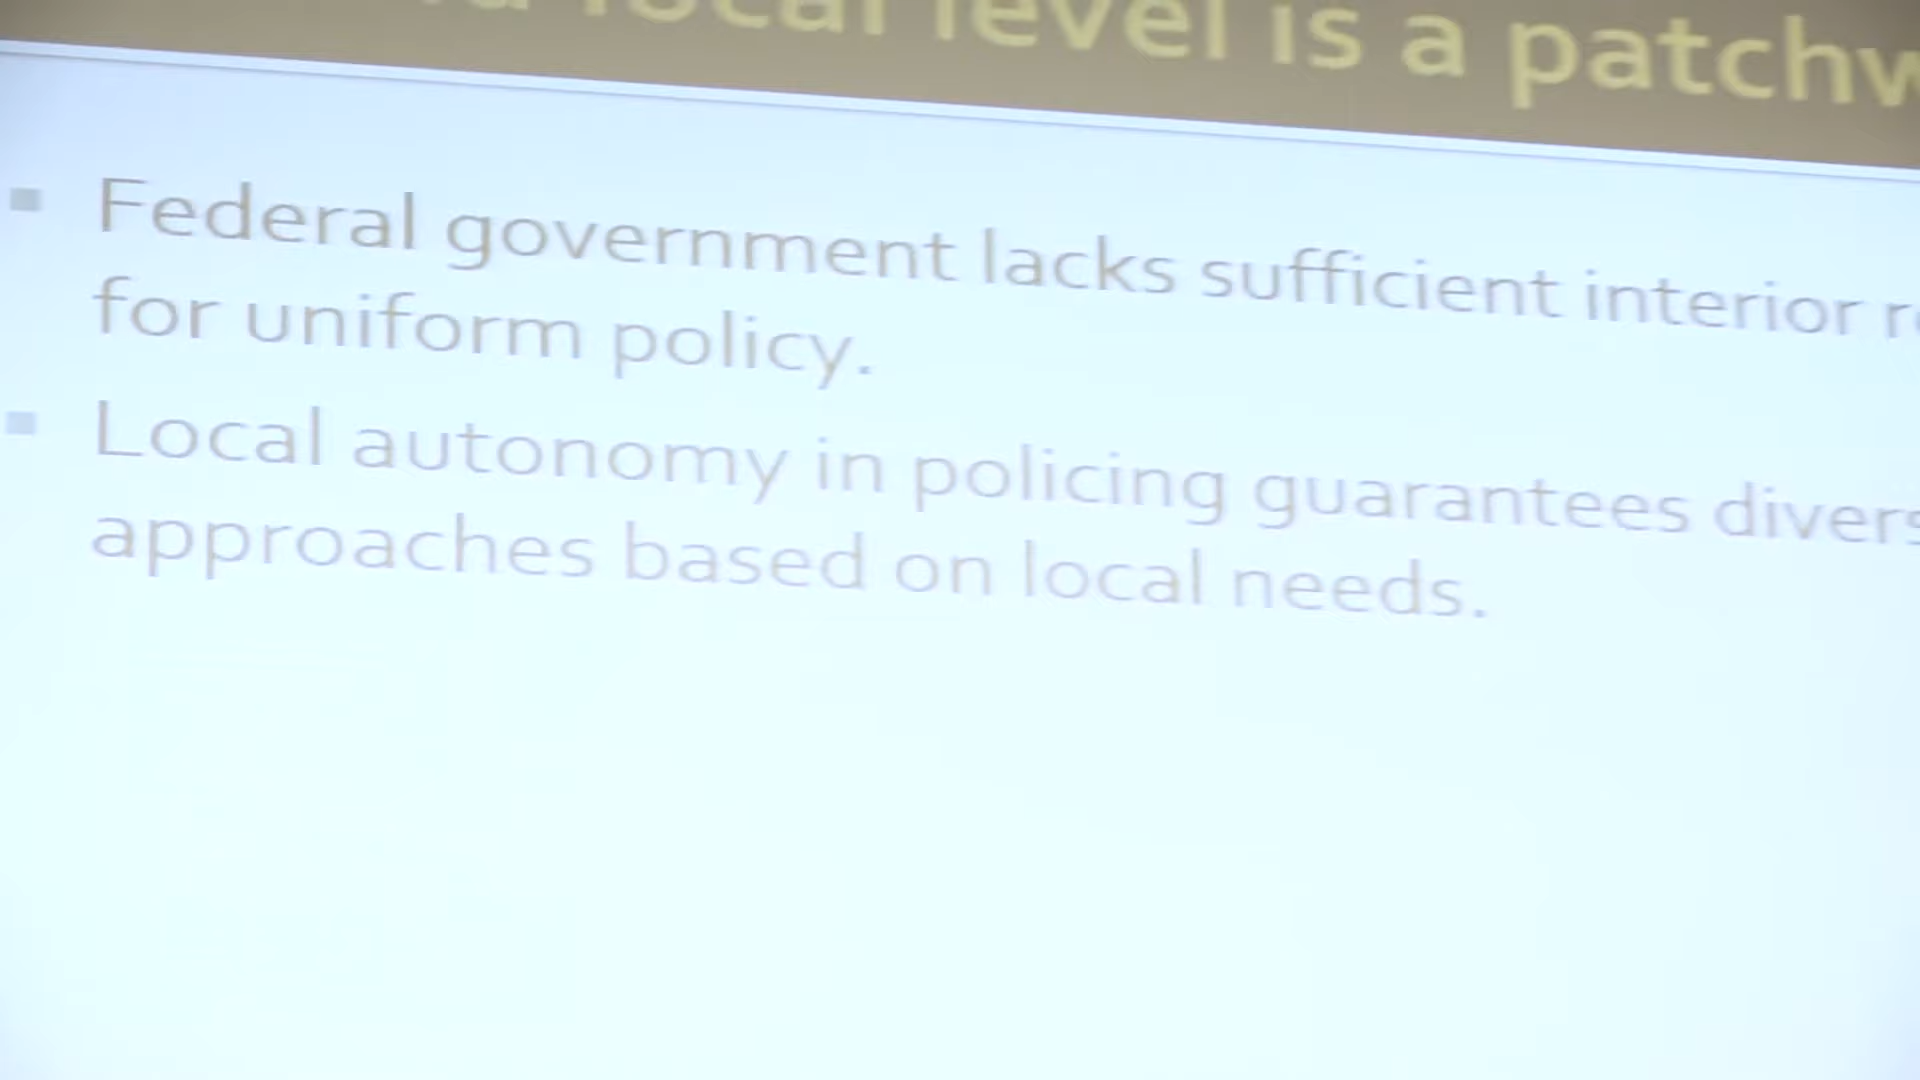 local level is a patchw
Federal government lacks sufficient interior r
for uniform policy.
Local autonomy in policing guarantees divers
approaches based on local needs.